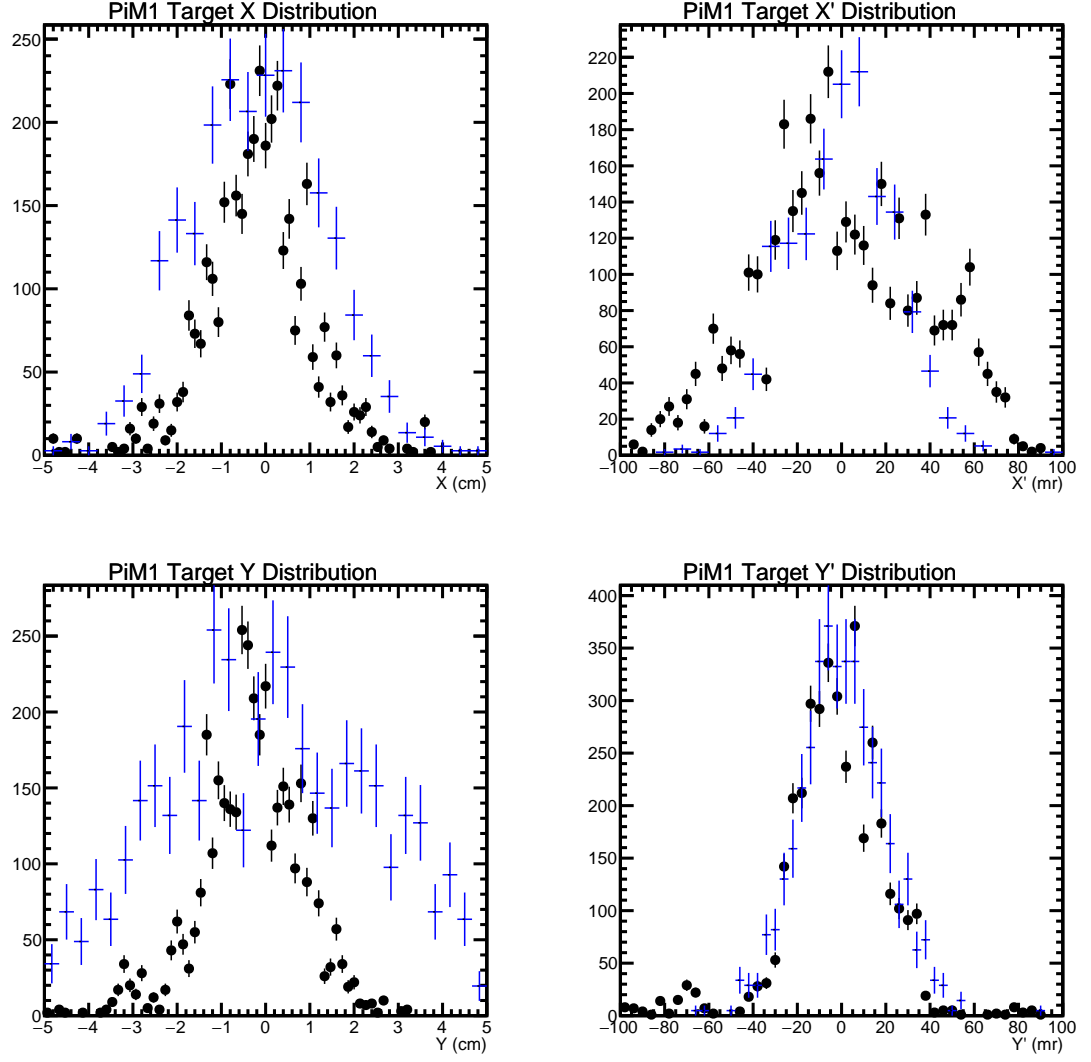 PiM1 Target X Distribution
250
200
150
100
50
0
−5 −4 −3 −2 −1 0 1 2 3 4 5
X (cm)
PiM1 Target X' Distribution
220
200
180
160
140
120
100
80
60
40
20
0
−100 −80 −60 −40 −20 0 20 40 60 80 100
X' (mr)
PiM1 Target Y Distribution
250
200
150
100
50
0
−5 −4 −3 −2 −1 0 1 2 3 4 5
Y (cm)
PiM1 Target Y' Distribution
400
350
300
250
200
150
100
50
0
−100 −80 −60 −40 −20 0 20 40 60 80 100
Y' (mr)